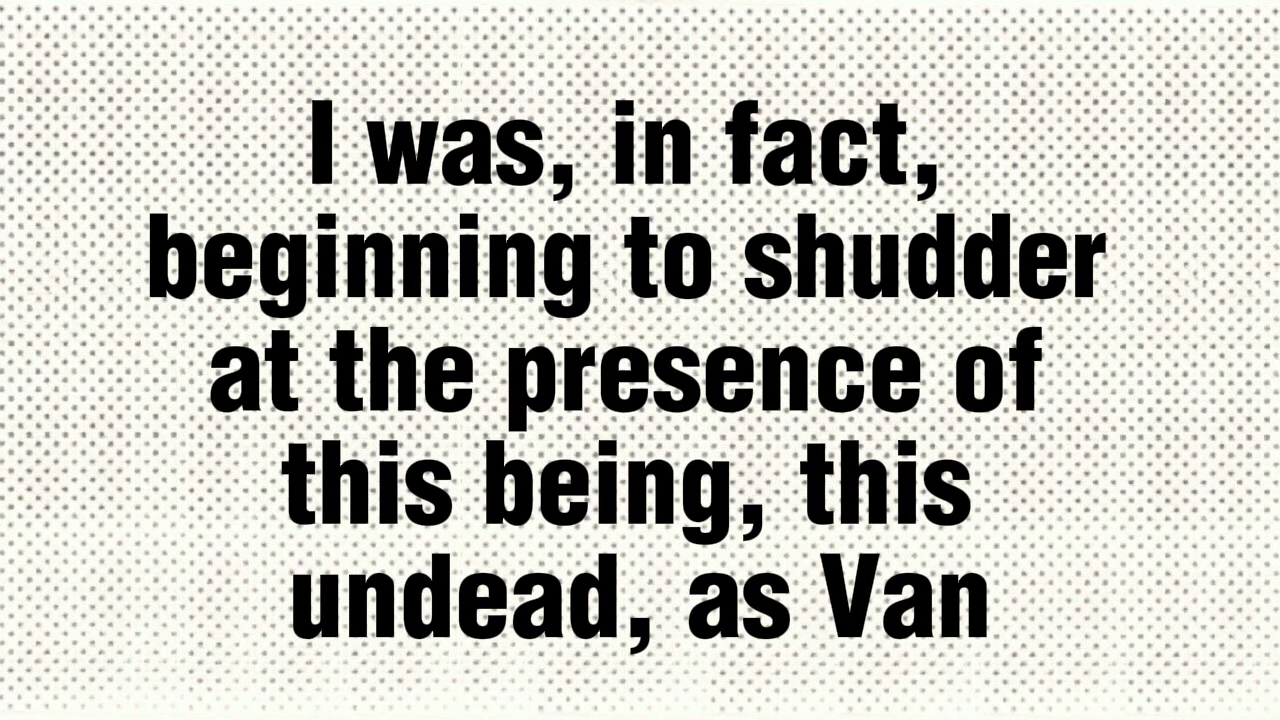 I was, in fact,
beginning to shudder
at the presence of
this being, this
undead, as Van